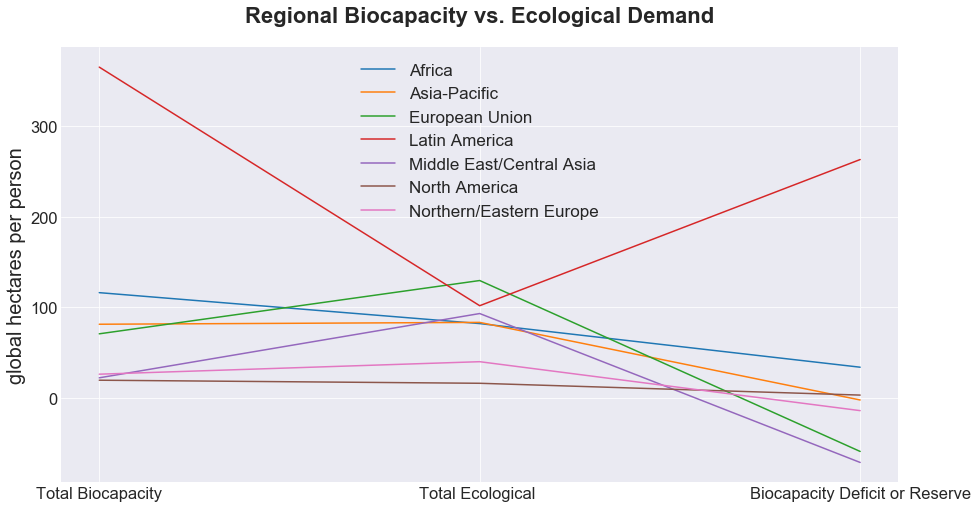 Regional Biocapacity vs. Ecological Demand
global hectares per person
300
200
100
0
Africa
Asia-Pacific
European Union
Latin America
Middle East/Central Asia
North America
Northern/Eastern Europe
Total Biocapacity
Total Ecological
Biocapacity Deficit or Reserve